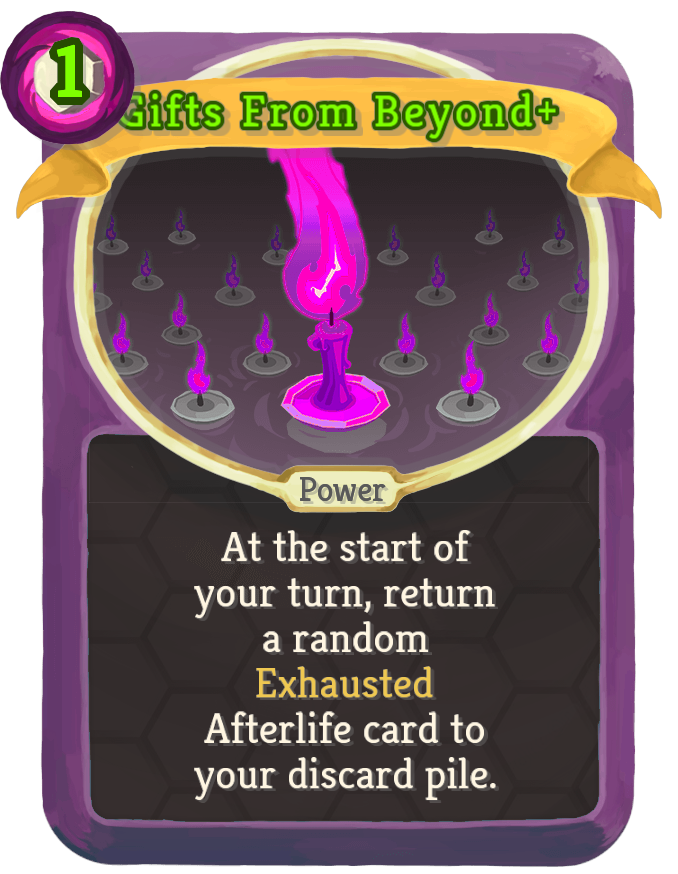 1
Gifts From Beyond+
Power
At the start of
your turn, return
a random
Exhausted
Afterlife card to
your discard pile.